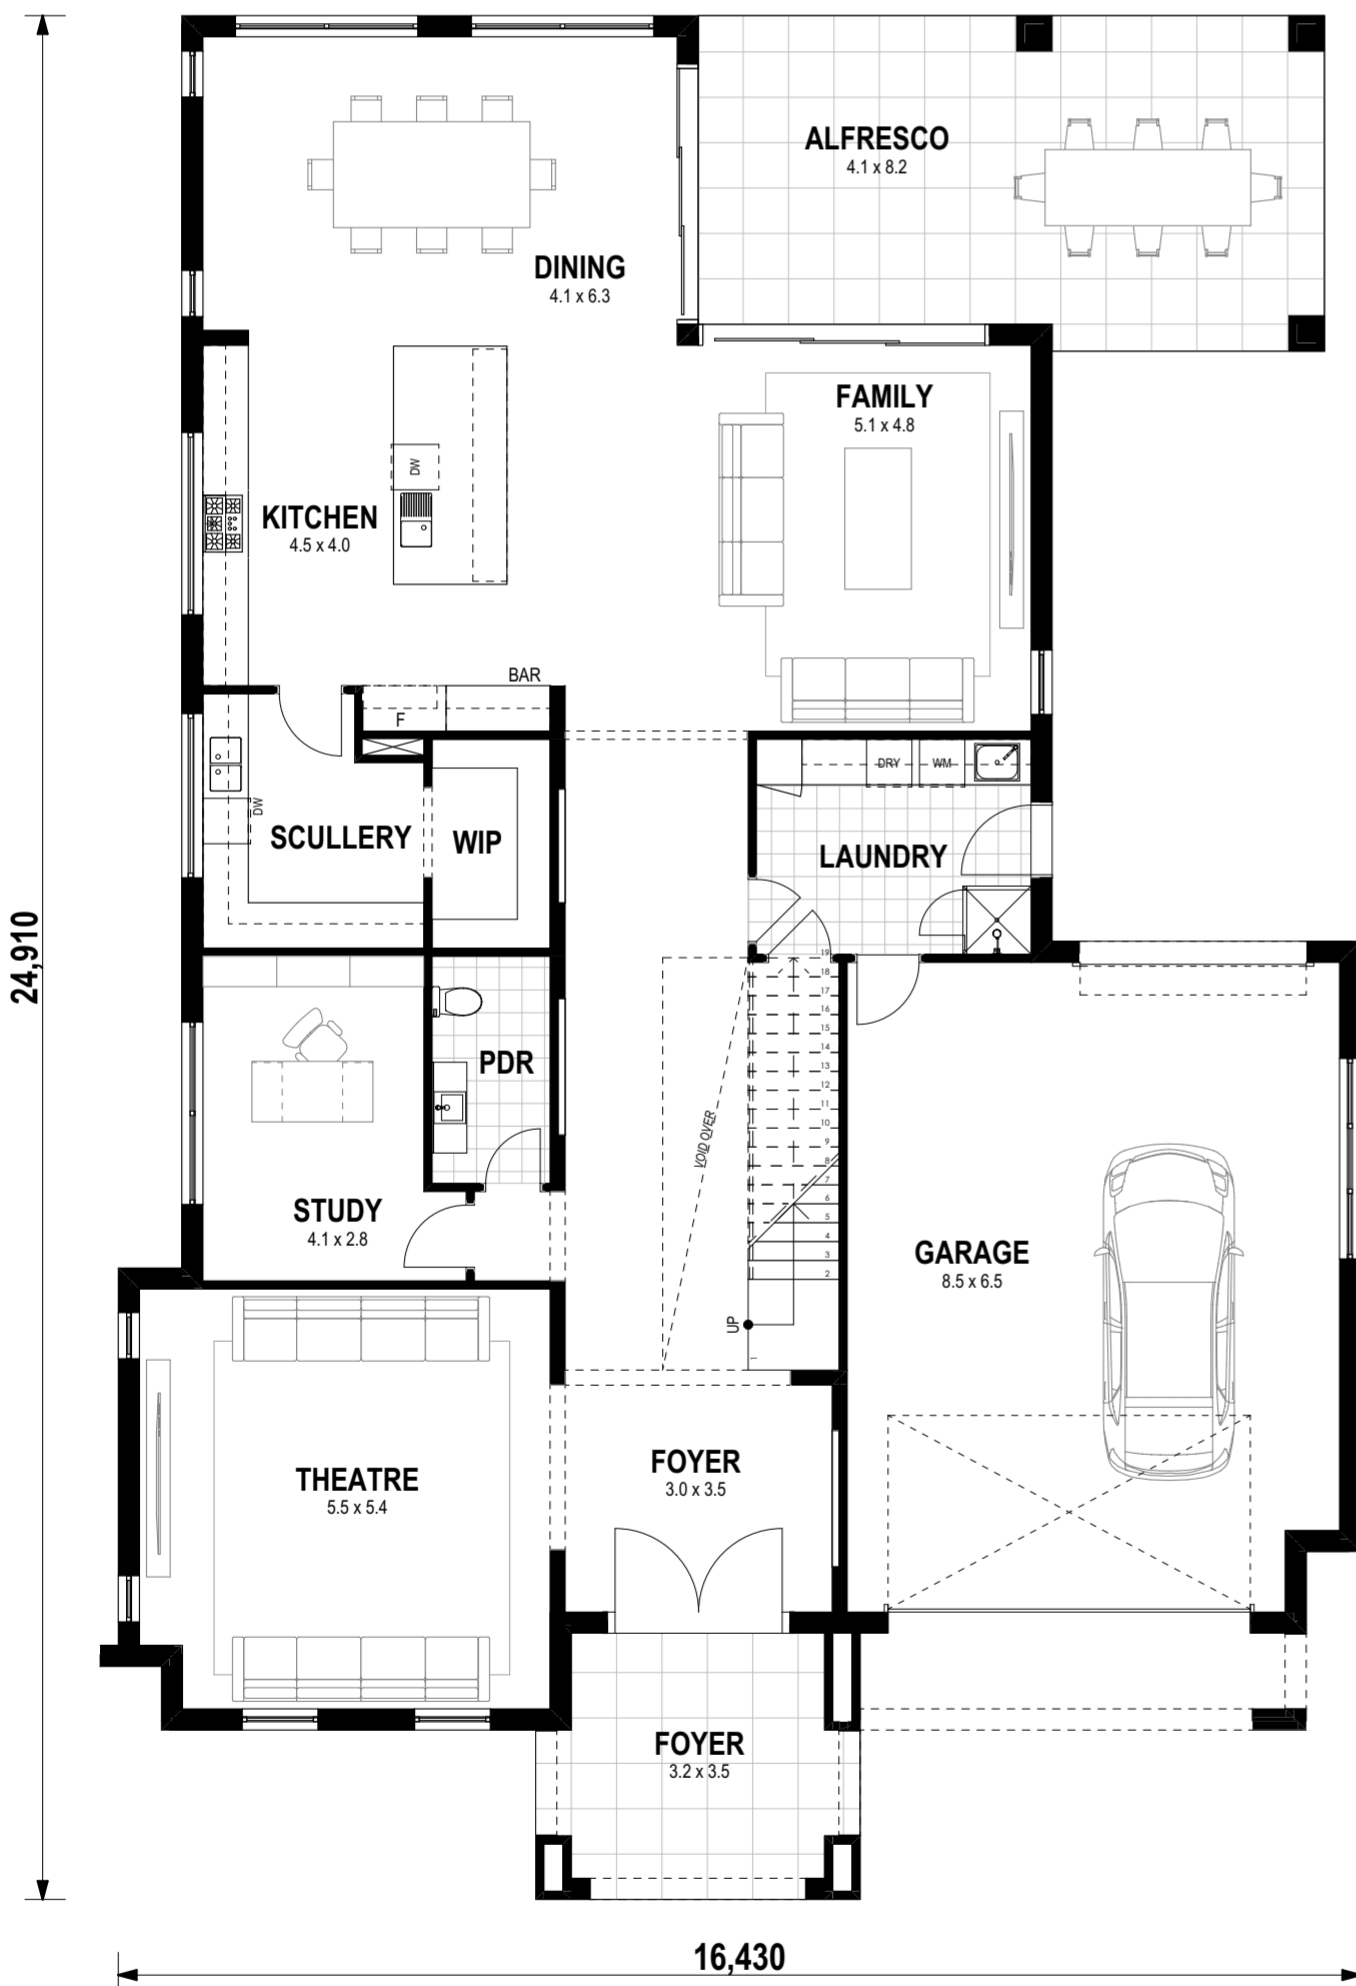 ALFRESCO
4.1 x 8.2
DINING
4.1 x 6.3
FAMILY
5.1 x 4.8
DW
KITCHEN
4.5 x 4.0
BAR
F
DRY
WM
DW
SCULLERY
WIP
LAUNDRY
24,910
19
18
17
16
15
14
13
12
11
10
9
8
7
6
5
4
3
2
1
PDR
VOID OVER
STUDY
4.1 x 2.8
GARAGE
8.5 x 6.5
UP
THEATRE
5.5 x 5.4
FOYER
3.0 x 3.5
FOYER
3.2 x 3.5
16,430